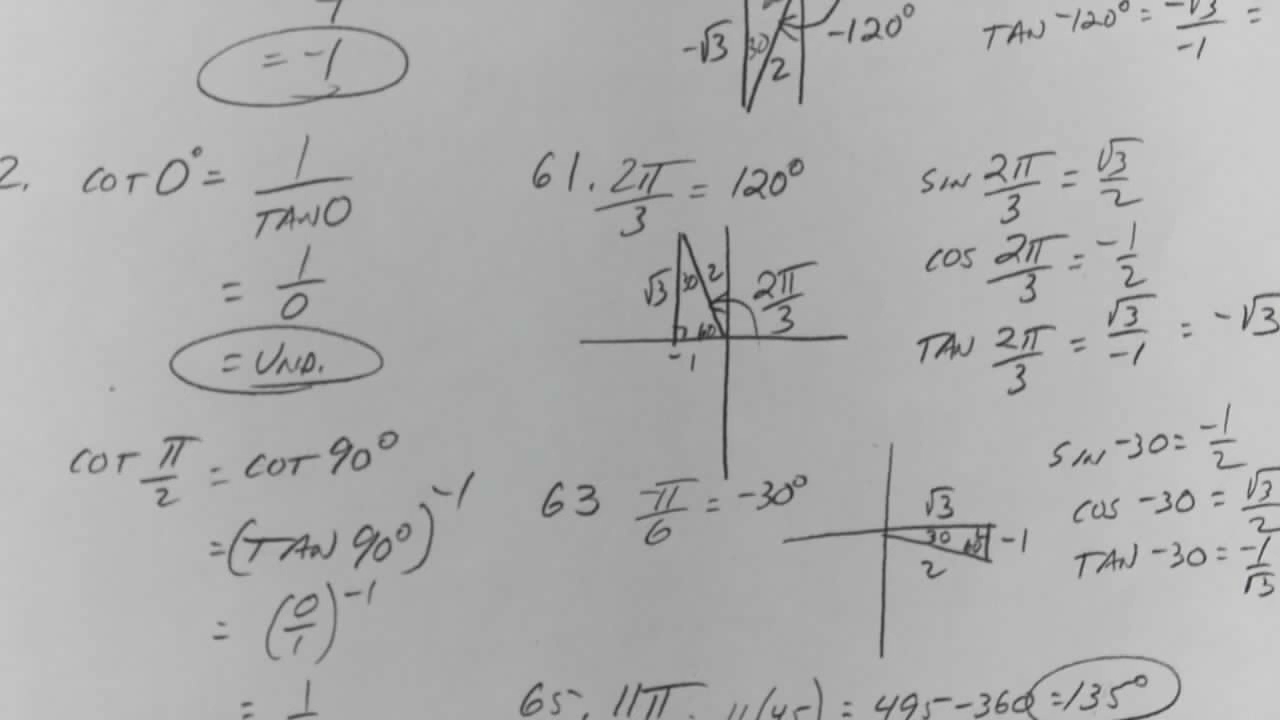 = -1
-√3
30
2
-120°
TAN -120° = -√3/-1 =
2. COT 0° = 1/TAN 0
= 1/0
= UND.
COT π/2 = COT 90°
= (TAN 90°)^-1
= (0/1)^-1
= 1
61. 2π/3 = 120°
√3
30
2
60
-1
2π/3
SIN 2π/3 = √3/2
COS 2π/3 = -1/2
TAN 2π/3 = √3/-1 = -√3
63 -π/6 = -30°
√3
30
60
-1
2
SIN -30 = -1/2
COS -30 = √3/2
TAN -30 = -1/√3
65. 11π 11(45) = 495-360 = 135°